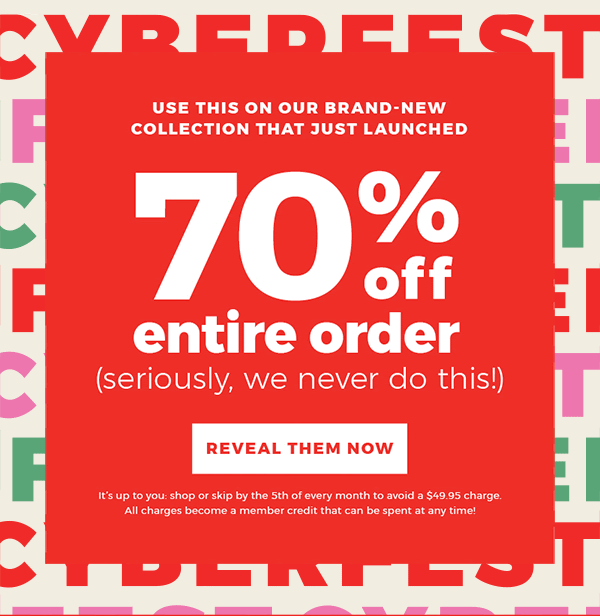 CYBERFEST
USE THIS ON OUR BRAND-NEW
COLLECTION THAT JUST LAUNCHED
70%
off
entire order
(seriously, we never do this!)
REVEAL THEM NOW
It's up to you: shop or skip by the 5th of every month to avoid a $49.95 charge.
All charges become a member credit that can be spent at any time!
CYBERFEST